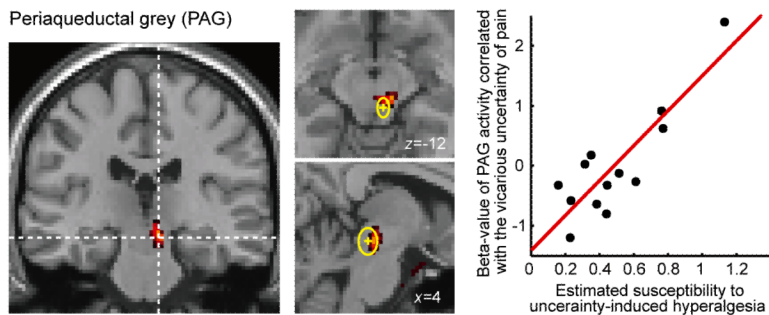 Periaqueductal grey (PAG)
z=-12
x=4
Beta-value of PAG activity correlated
with the vicarious uncertainty of pain
2
1
0
-1
0
0.2
0.4
0.6
0.8
1
1.2
Estimated susceptibility to
uncerainty-induced hyperalgesia